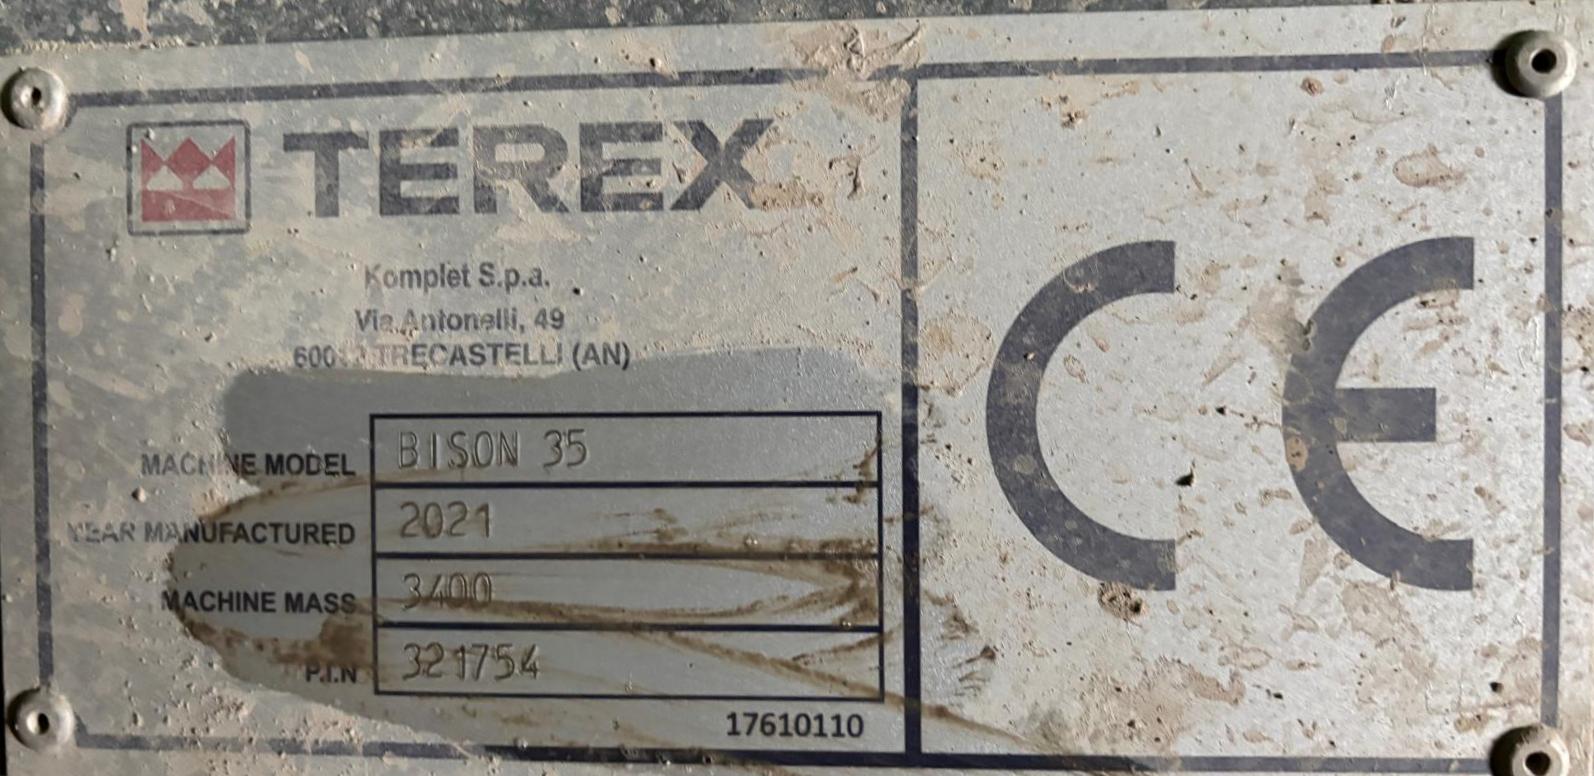 TEREX
Komplet S.p.a.
Via Antonelli, 49
TRECASTELLI (AN)
MACHINE MODEL BISON 35
YEAR MANUFACTURED 2021
MACHINE MASS 3400
P.I.N 321754
17610110
CE